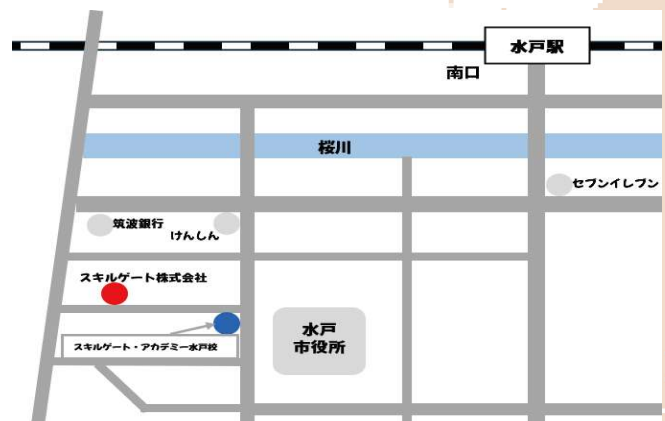 水戸駅
南口
桜川
セブンイレブン
筑波銀行
けんしん
スキルゲート株式会社
水戸
市役所
スキルゲート・アカデミー水戸校